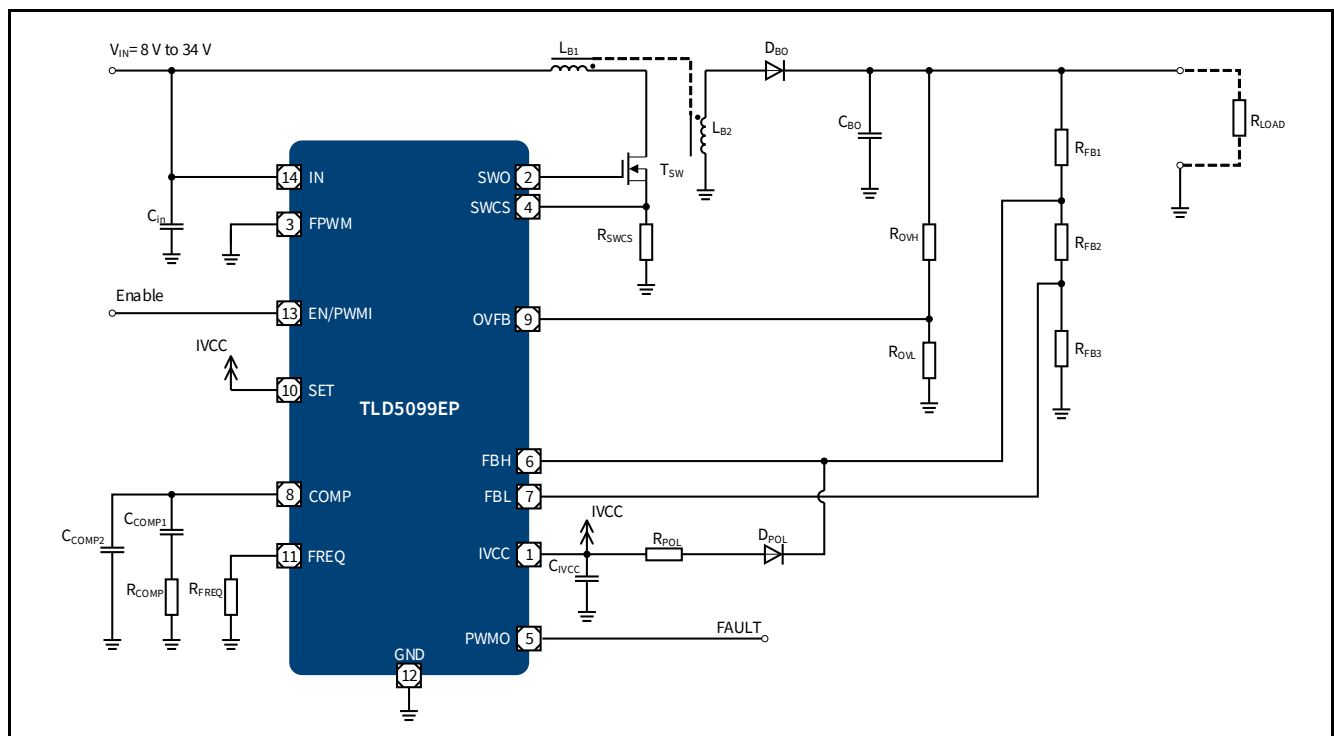 V_IN= 8 V to 34 V
L_B1
D_BO
L_B2
C_BO
R_LOAD
R_FB1
14 IN
SWO 2
T_SW
C_in
3 FPWM
SWCS 4
R_SWCS
R_OVH
R_FB2
Enable
13 EN/PWMI
OVFB 9
IVCC
R_OVL
R_FB3
10 SET
TLD5099EP
FBH 6
8 COMP
FBL 7
C_COMP1
C_COMP2
IVCC
R_POL
D_POL
11 FREQ
IVCC 1
C_IVCC
R_COMP
R_FREQ
FAULT
PWMO 5
GND
12